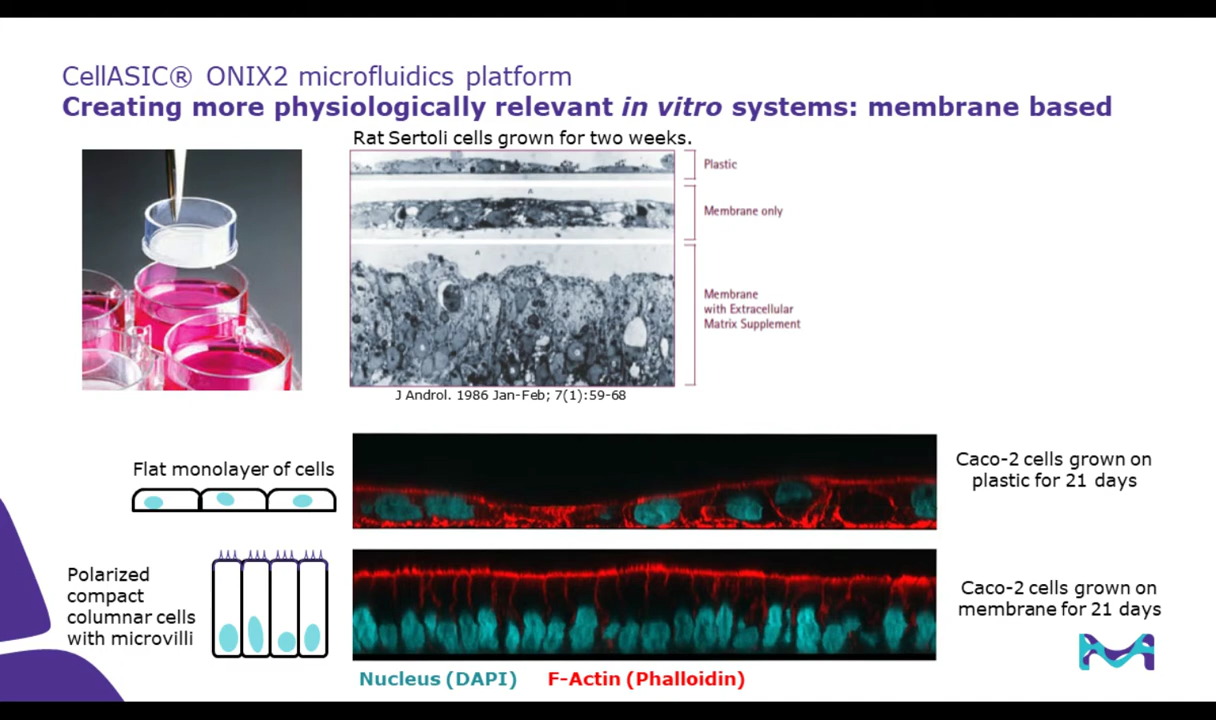 CellASIC® ONIX2 microfluidics platform
Creating more physiologically relevant in vitro systems: membrane based
Rat Sertoli cells grown for two weeks.
Plastic
Membrane only
Membrane
with Extracellular
Matrix Supplement
J Androl. 1986 Jan-Feb; 7(1):59-68
Flat monolayer of cells
Caco-2 cells grown on
plastic for 21 days
Polarized
compact
columnar cells
with microvilli
Caco-2 cells grown on
membrane for 21 days
Nucleus (DAPI) F-Actin (Phalloidin)